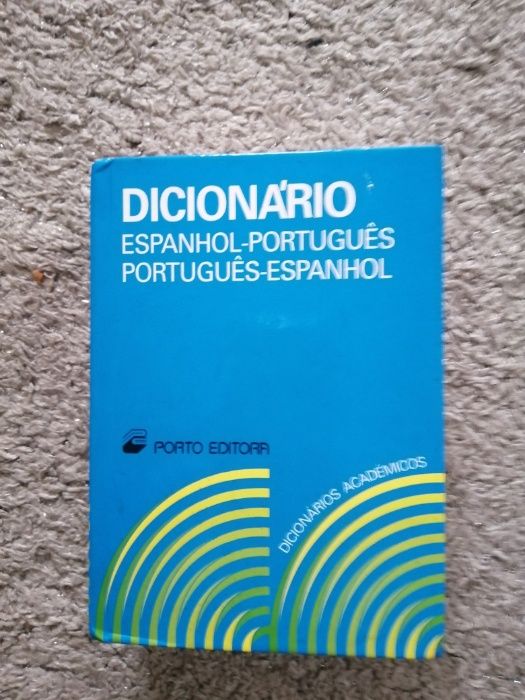 DICIONÁRIO
ESPANHOL-PORTUGUÊS
PORTUGUÊS-ESPANHOL
PORTO EDITORA
DICIONÁRIOS ACADÉMICOS